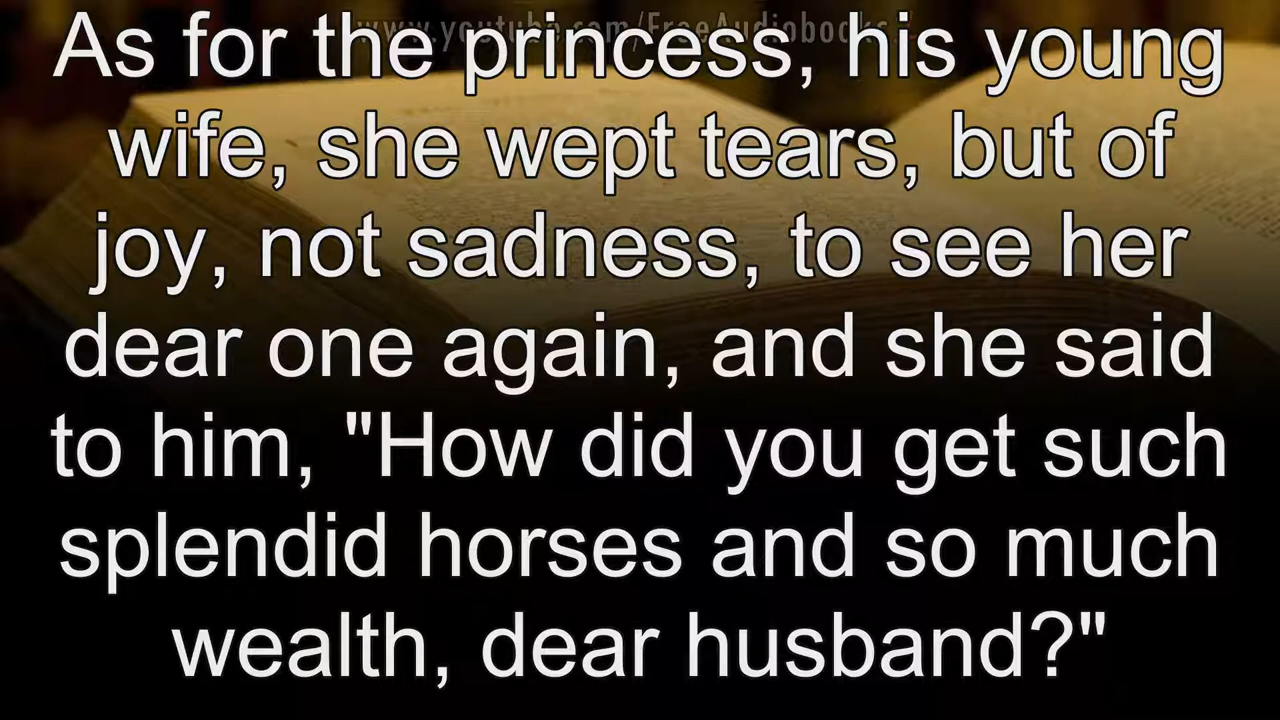 www.youtube.com/FreeAudiobooks
As for the princess, his young
wife, she wept tears, but of
joy, not sadness, to see her
dear one again, and she said
to him, "How did you get such
splendid horses and so much
wealth, dear husband?"